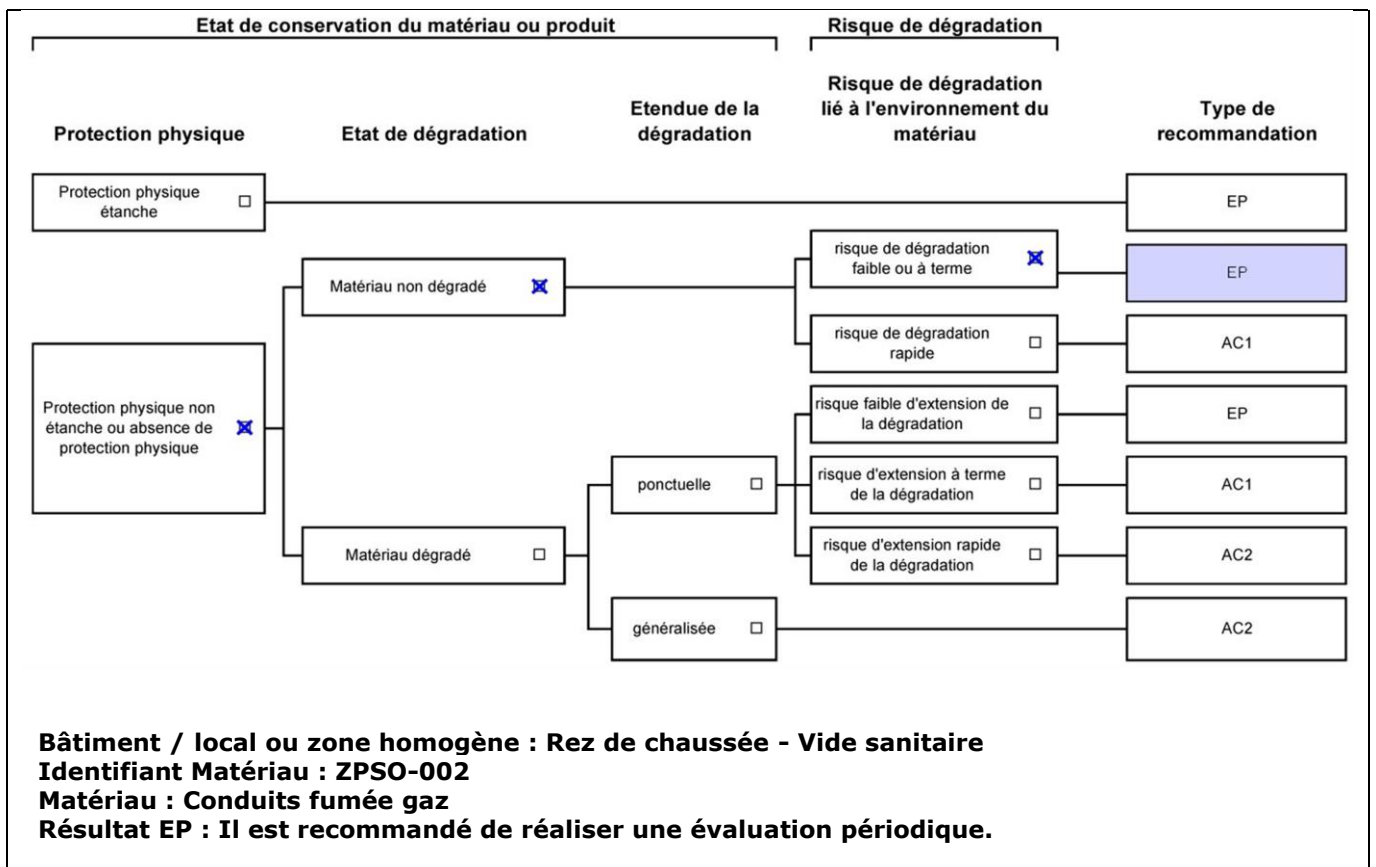 Etat de conservation du matériau ou produit
Risque de dégradation
Protection physique
Etat de dégradation
Etendue de la
dégradation
Risque de dégradation
lié à l'environnement du
matériau
Type de
recommandation
Protection physique
étanche
EP
risque de dégradation
faible ou à terme
EP
Matériau non dégradé
risque de dégradation
rapide
AC1
Protection physique non
étanche ou absence de
protection physique
risque faible d'extension de
la dégradation
EP
ponctuelle
risque d'extension à terme
de la dégradation
AC1
Matériau dégradé
risque d'extension rapide
de la dégradation
AC2
généralisée
AC2
Bâtiment / local ou zone homogène : Rez de chaussée - Vide sanitaire
Identifiant Matériau : ZPSO-002
Matériau : Conduits fumée gaz
Résultat EP : Il est recommandé de réaliser une évaluation périodique.